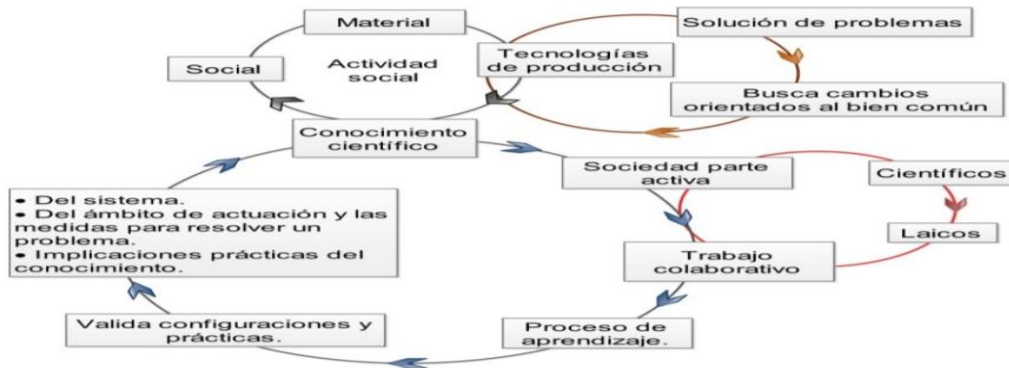 Material
Solución de problemas
Social
Actividad
social
Tecnologías
de producción
Busca cambios
orientados al bien común
Conocimiento
científico
Sociedad parte
activa
Científicos
● Del sistema.
● Del ámbito de actuación y las
medidas para resolver un
problema.
● Implicaciones prácticas del
conocimiento.
Laicos
Trabajo
colaborativo
Valida configuraciones y
prácticas.
Proceso de
aprendizaje.